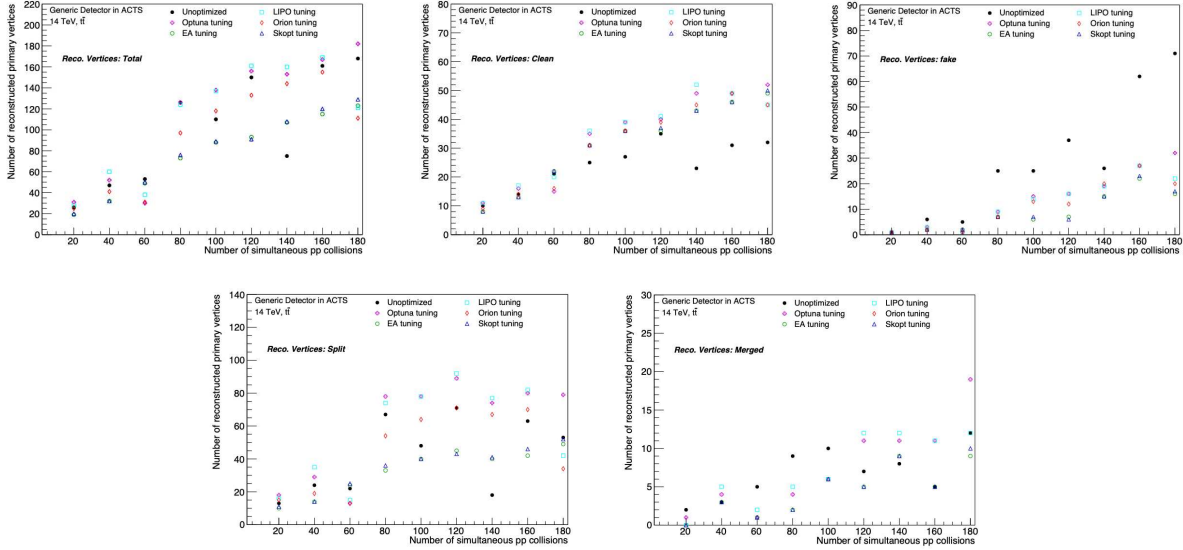 Number of reconstructed primary vertices
220
200
180
160
140
120
100
80
60
40
20
0
Generic Detector in ACTS
14 TeV, tt̄
Unoptimized
Optuna tuning
EA tuning
LIPO tuning
Orion tuning
Skopt tuning
Reco. Vertices: Total
20 40 60 80 100 120 140 160 180
Number of simultaneous pp collisions
Number of reconstructed primary vertices
80
70
60
50
40
30
20
10
0
Generic Detector in ACTS
14 TeV, tt̄
Unoptimized
Optuna tuning
EA tuning
LIPO tuning
Orion tuning
Skopt tuning
Reco. Vertices: Clean
20 40 60 80 100 120 140 160 180
Number of simultaneous pp collisions
Number of reconstructed primary vertices
90
80
70
60
50
40
30
20
10
0
Generic Detector in ACTS
14 TeV, tt̄
Unoptimized
Optuna tuning
EA tuning
LIPO tuning
Orion tuning
Skopt tuning
Reco. Vertices: fake
20 40 60 80 100 120 140 160 180
Number of simultaneous pp collisions
Number of reconstructed primary vertices
140
120
100
80
60
40
20
0
Generic Detector in ACTS
14 TeV, tt̄
Unoptimized
Optuna tuning
EA tuning
LIPO tuning
Orion tuning
Skopt tuning
Reco. Vertices: Split
20 40 60 80 100 120 140 160 180
Number of simultaneous pp collisions
Number of reconstructed primary vertices
30
25
20
15
10
5
0
Generic Detector in ACTS
14 TeV, tt̄
Unoptimized
Optuna tuning
EA tuning
LIPO tuning
Orion tuning
Skopt tuning
Reco. Vertices: Merged
20 40 60 80 100 120 140 160 180
Number of simultaneous pp collisions